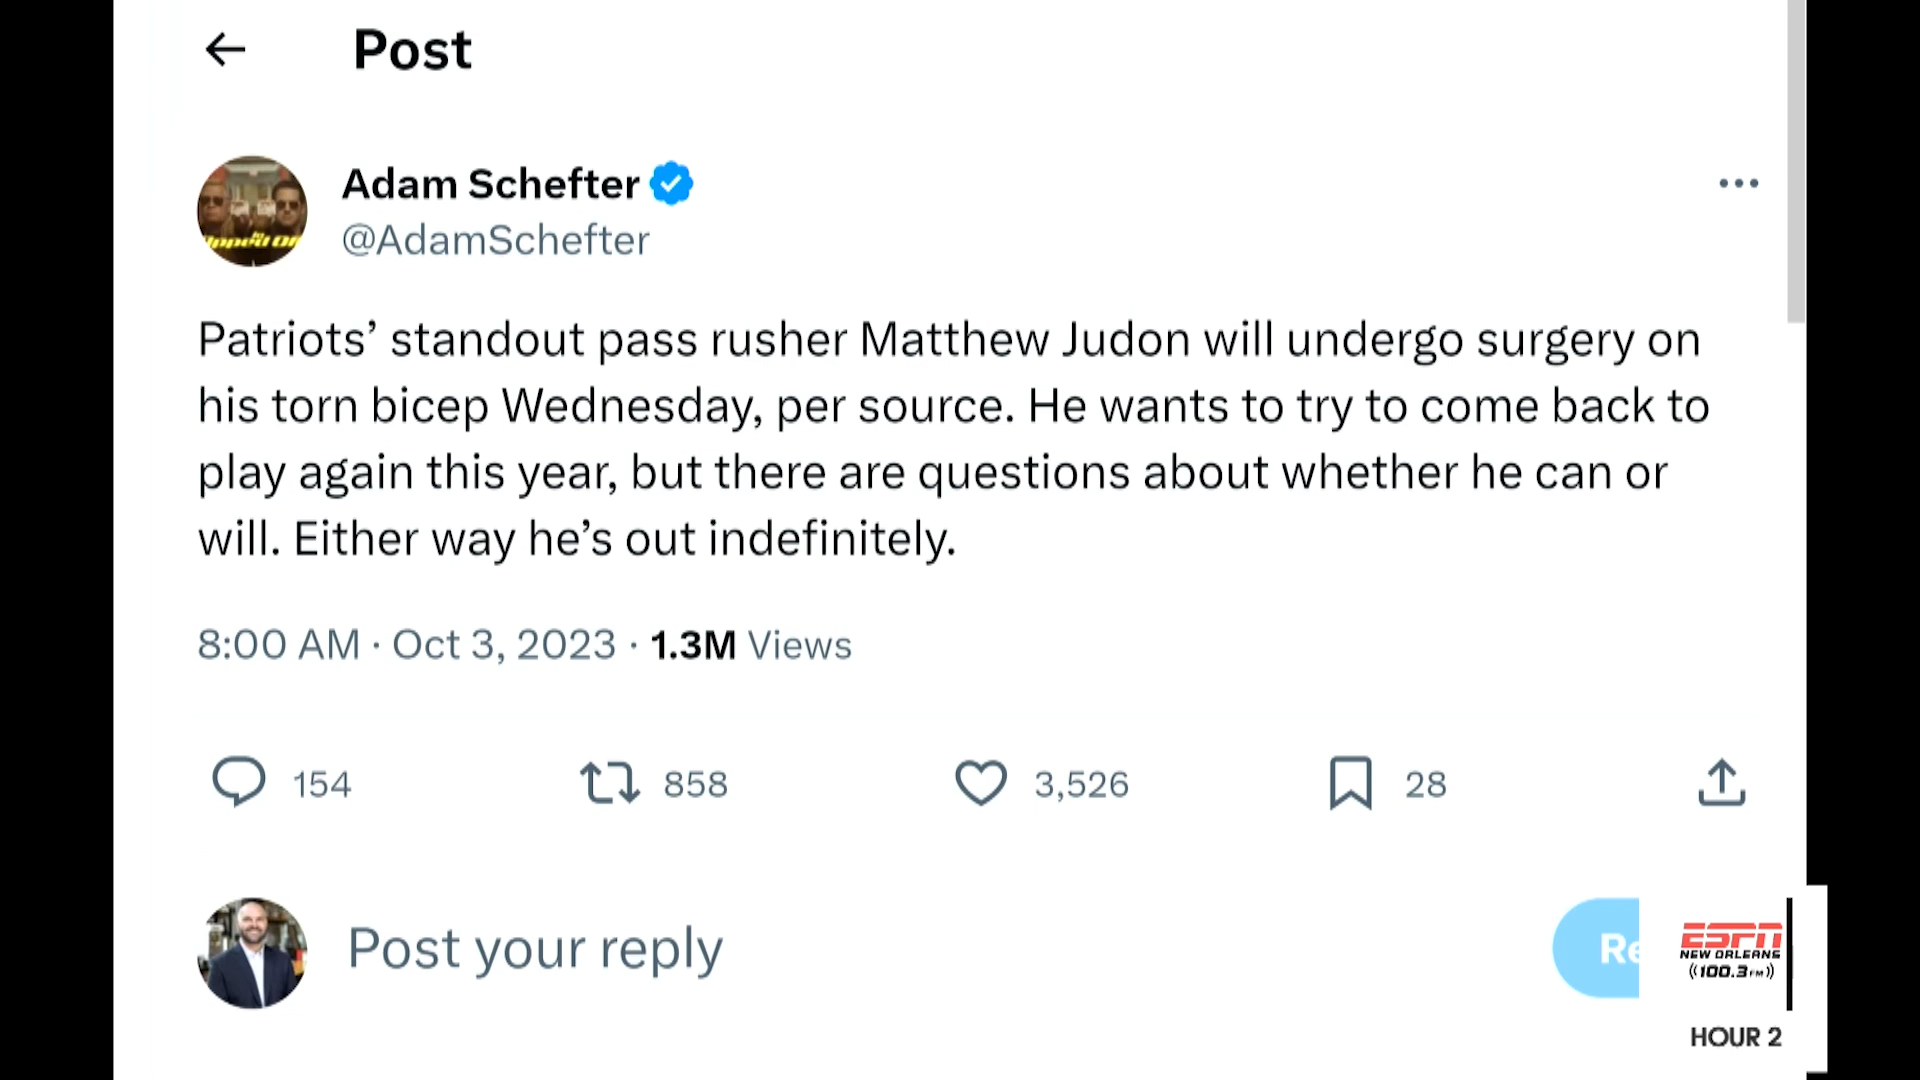 Post
Adam Schefter
@AdamSchefter
Patriots’ standout pass rusher Matthew Judon will undergo surgery on
his torn bicep Wednesday, per source. He wants to try to come back to
play again this year, but there are questions about whether he can or
will. Either way he’s out indefinitely.
8:00 AM · Oct 3, 2023 · 1.3M Views
154 858 3,526 28
Post your reply
Re
ESPN
NEW ORLEANS
((100.3 FM))
HOUR 2